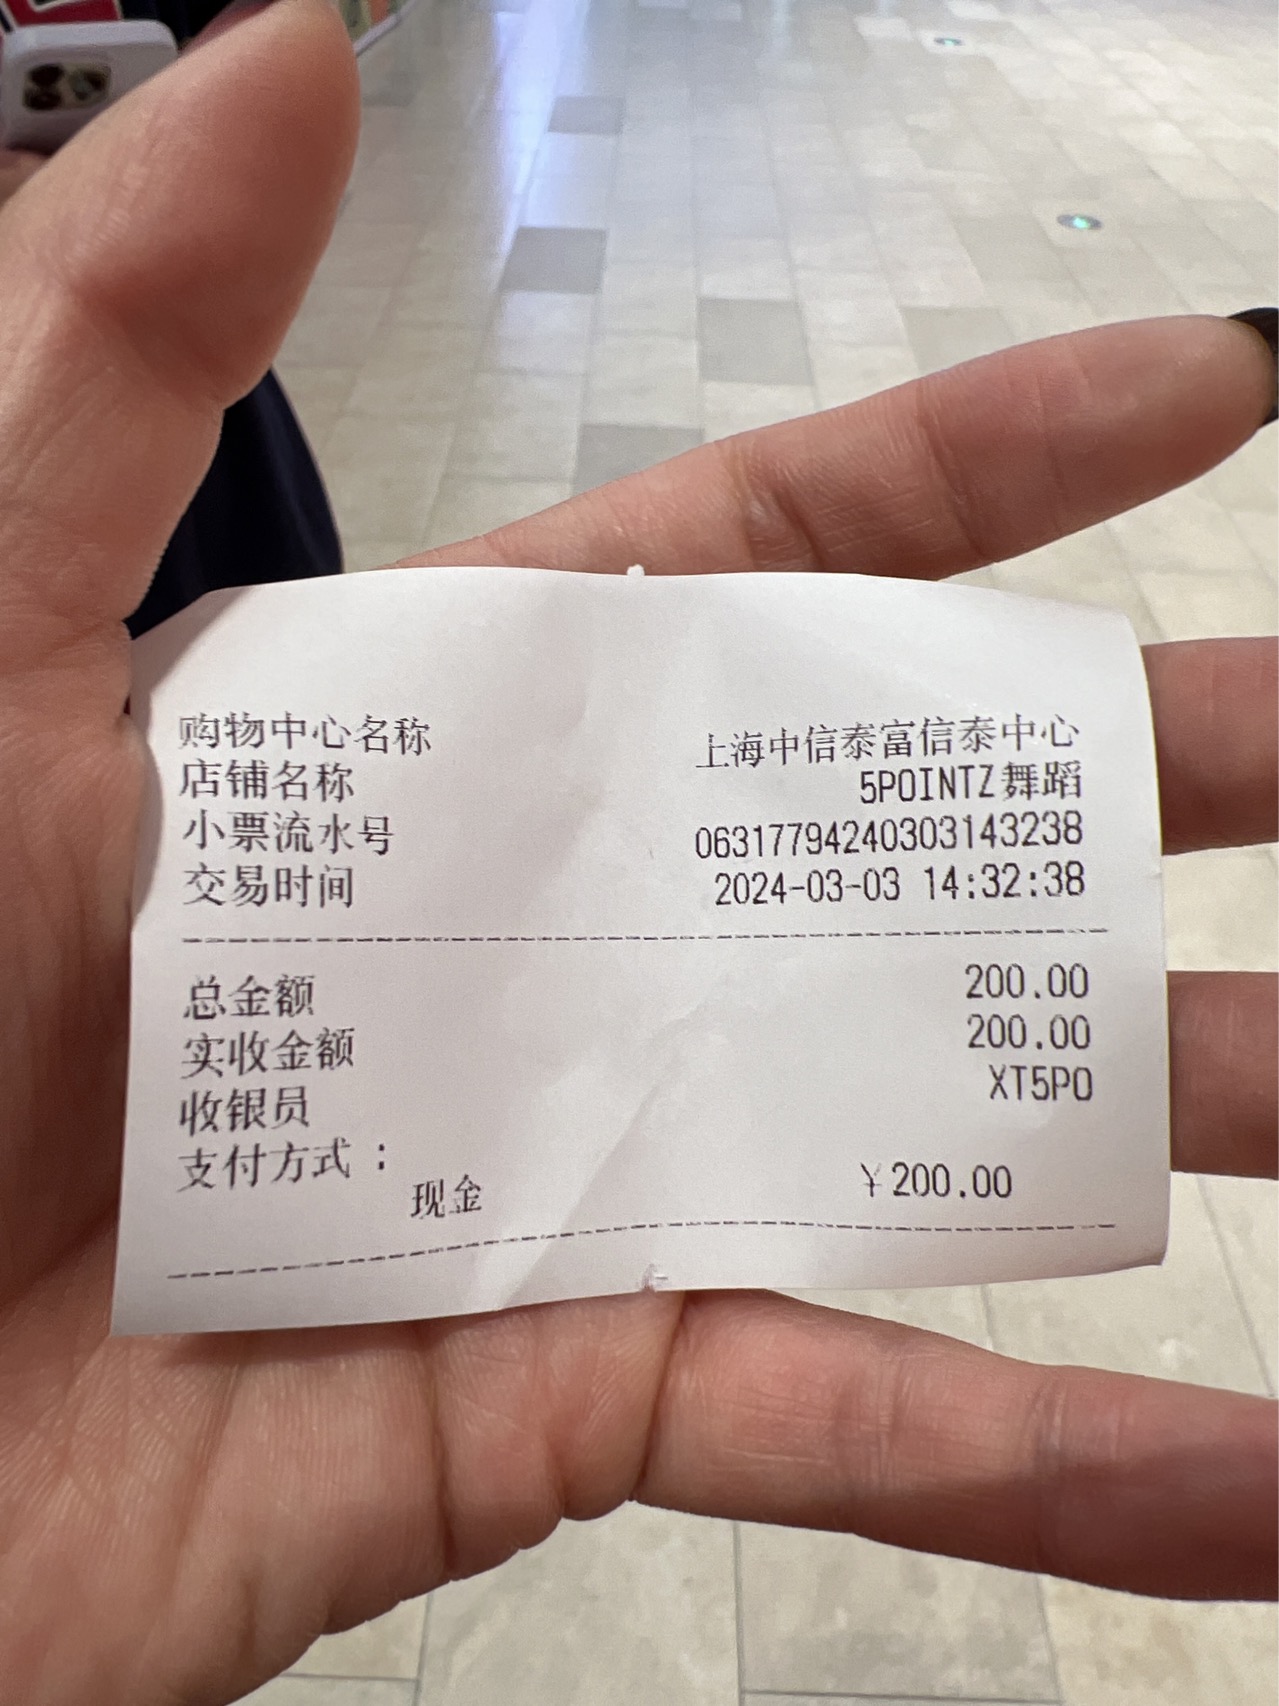 购物中心名称 上海中信泰富信泰中心
店铺名称 5POINTZ舞蹈
小票流水号 06317794240303143238
交易时间 2024-03-03 14:32:38
总金额 200.00
实收金额 200.00
收银员 XT5PO
支付方式：
现金 ¥200.00